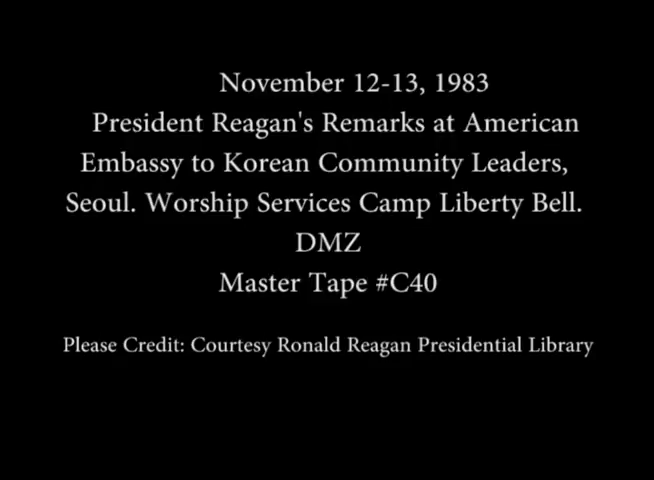 November 12-13, 1983
President Reagan's Remarks at American
Embassy to Korean Community Leaders,
Seoul. Worship Services Camp Liberty Bell.
DMZ
Master Tape #C40
Please Credit: Courtesy Ronald Reagan Presidential Library